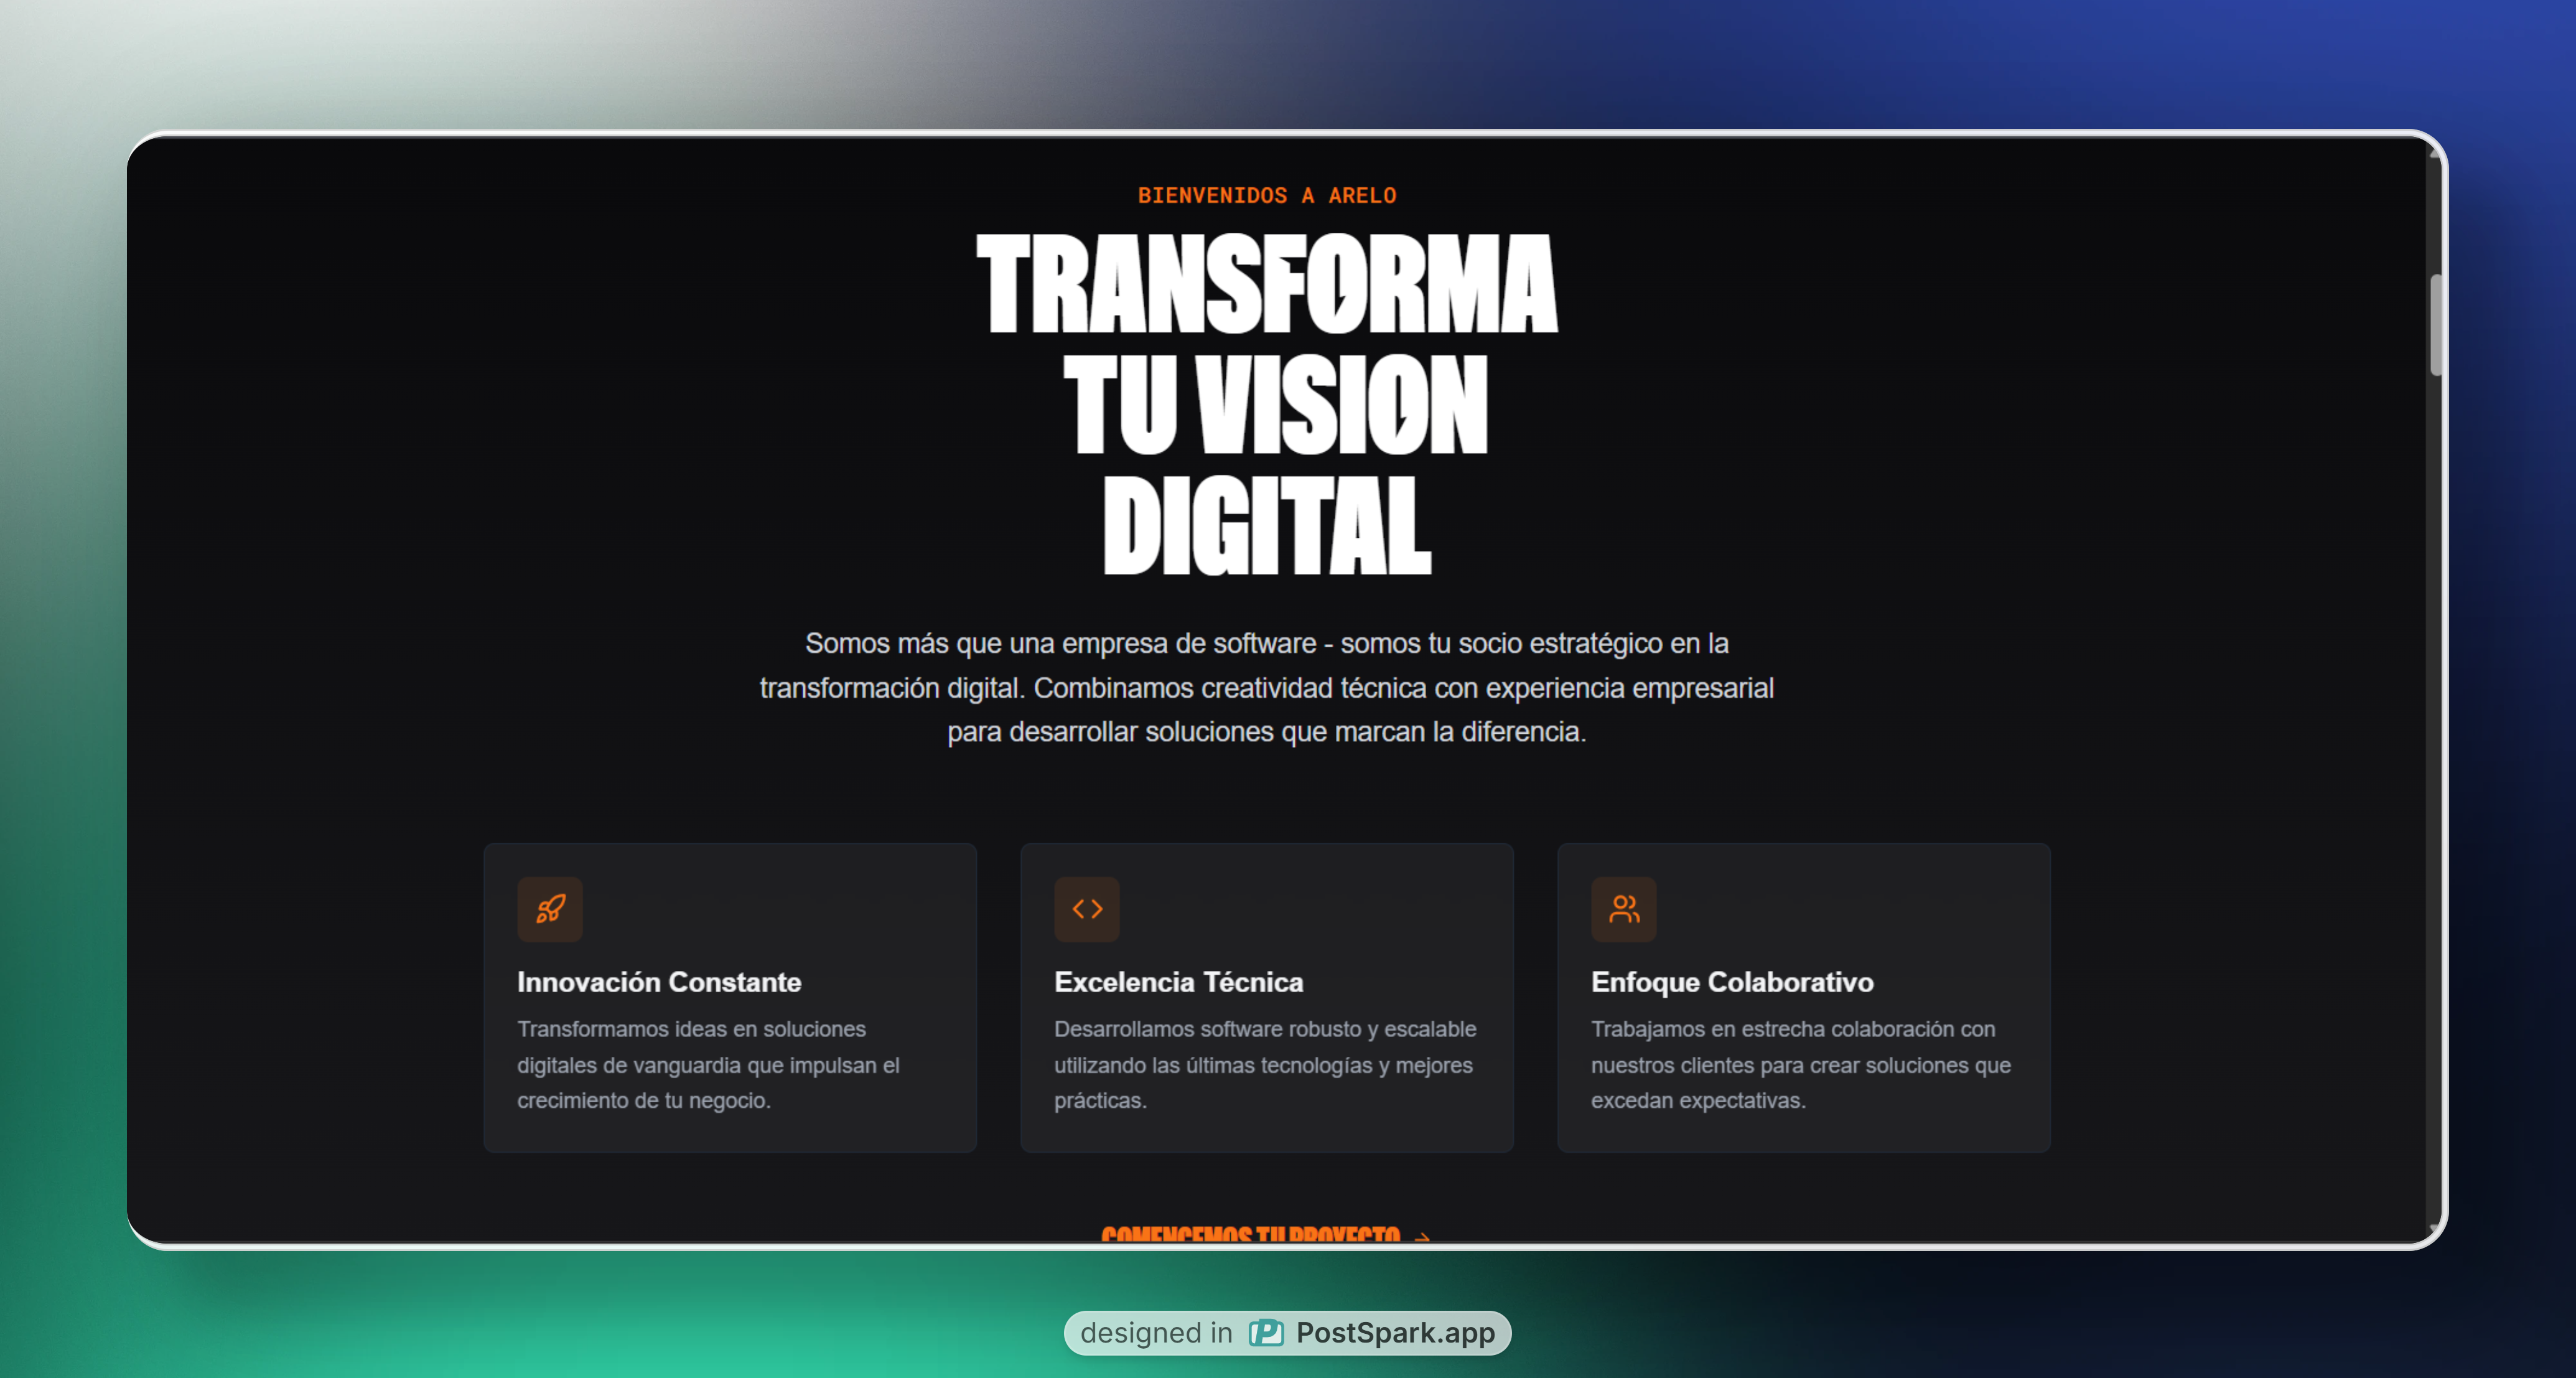 BIENVENIDOS A ARELO
TRANSFORMA
TU VISION
DIGITAL
Somos más que una empresa de software - somos tu socio estratégico en la
transformación digital. Combinamos creatividad técnica con experiencia empresarial
para desarrollar soluciones que marcan la diferencia.
Innovación Constante
Transformamos ideas en soluciones
digitales de vanguardia que impulsan el
crecimiento de tu negocio.
Excelencia Técnica
Desarrollamos software robusto y escalable
utilizando las últimas tecnologías y mejores
prácticas.
Enfoque Colaborativo
Trabajamos en estrecha colaboración con
nuestros clientes para crear soluciones que
excedan expectativas.
COMENCEMOS TU PROYECTO →
designed in PostSpark.app